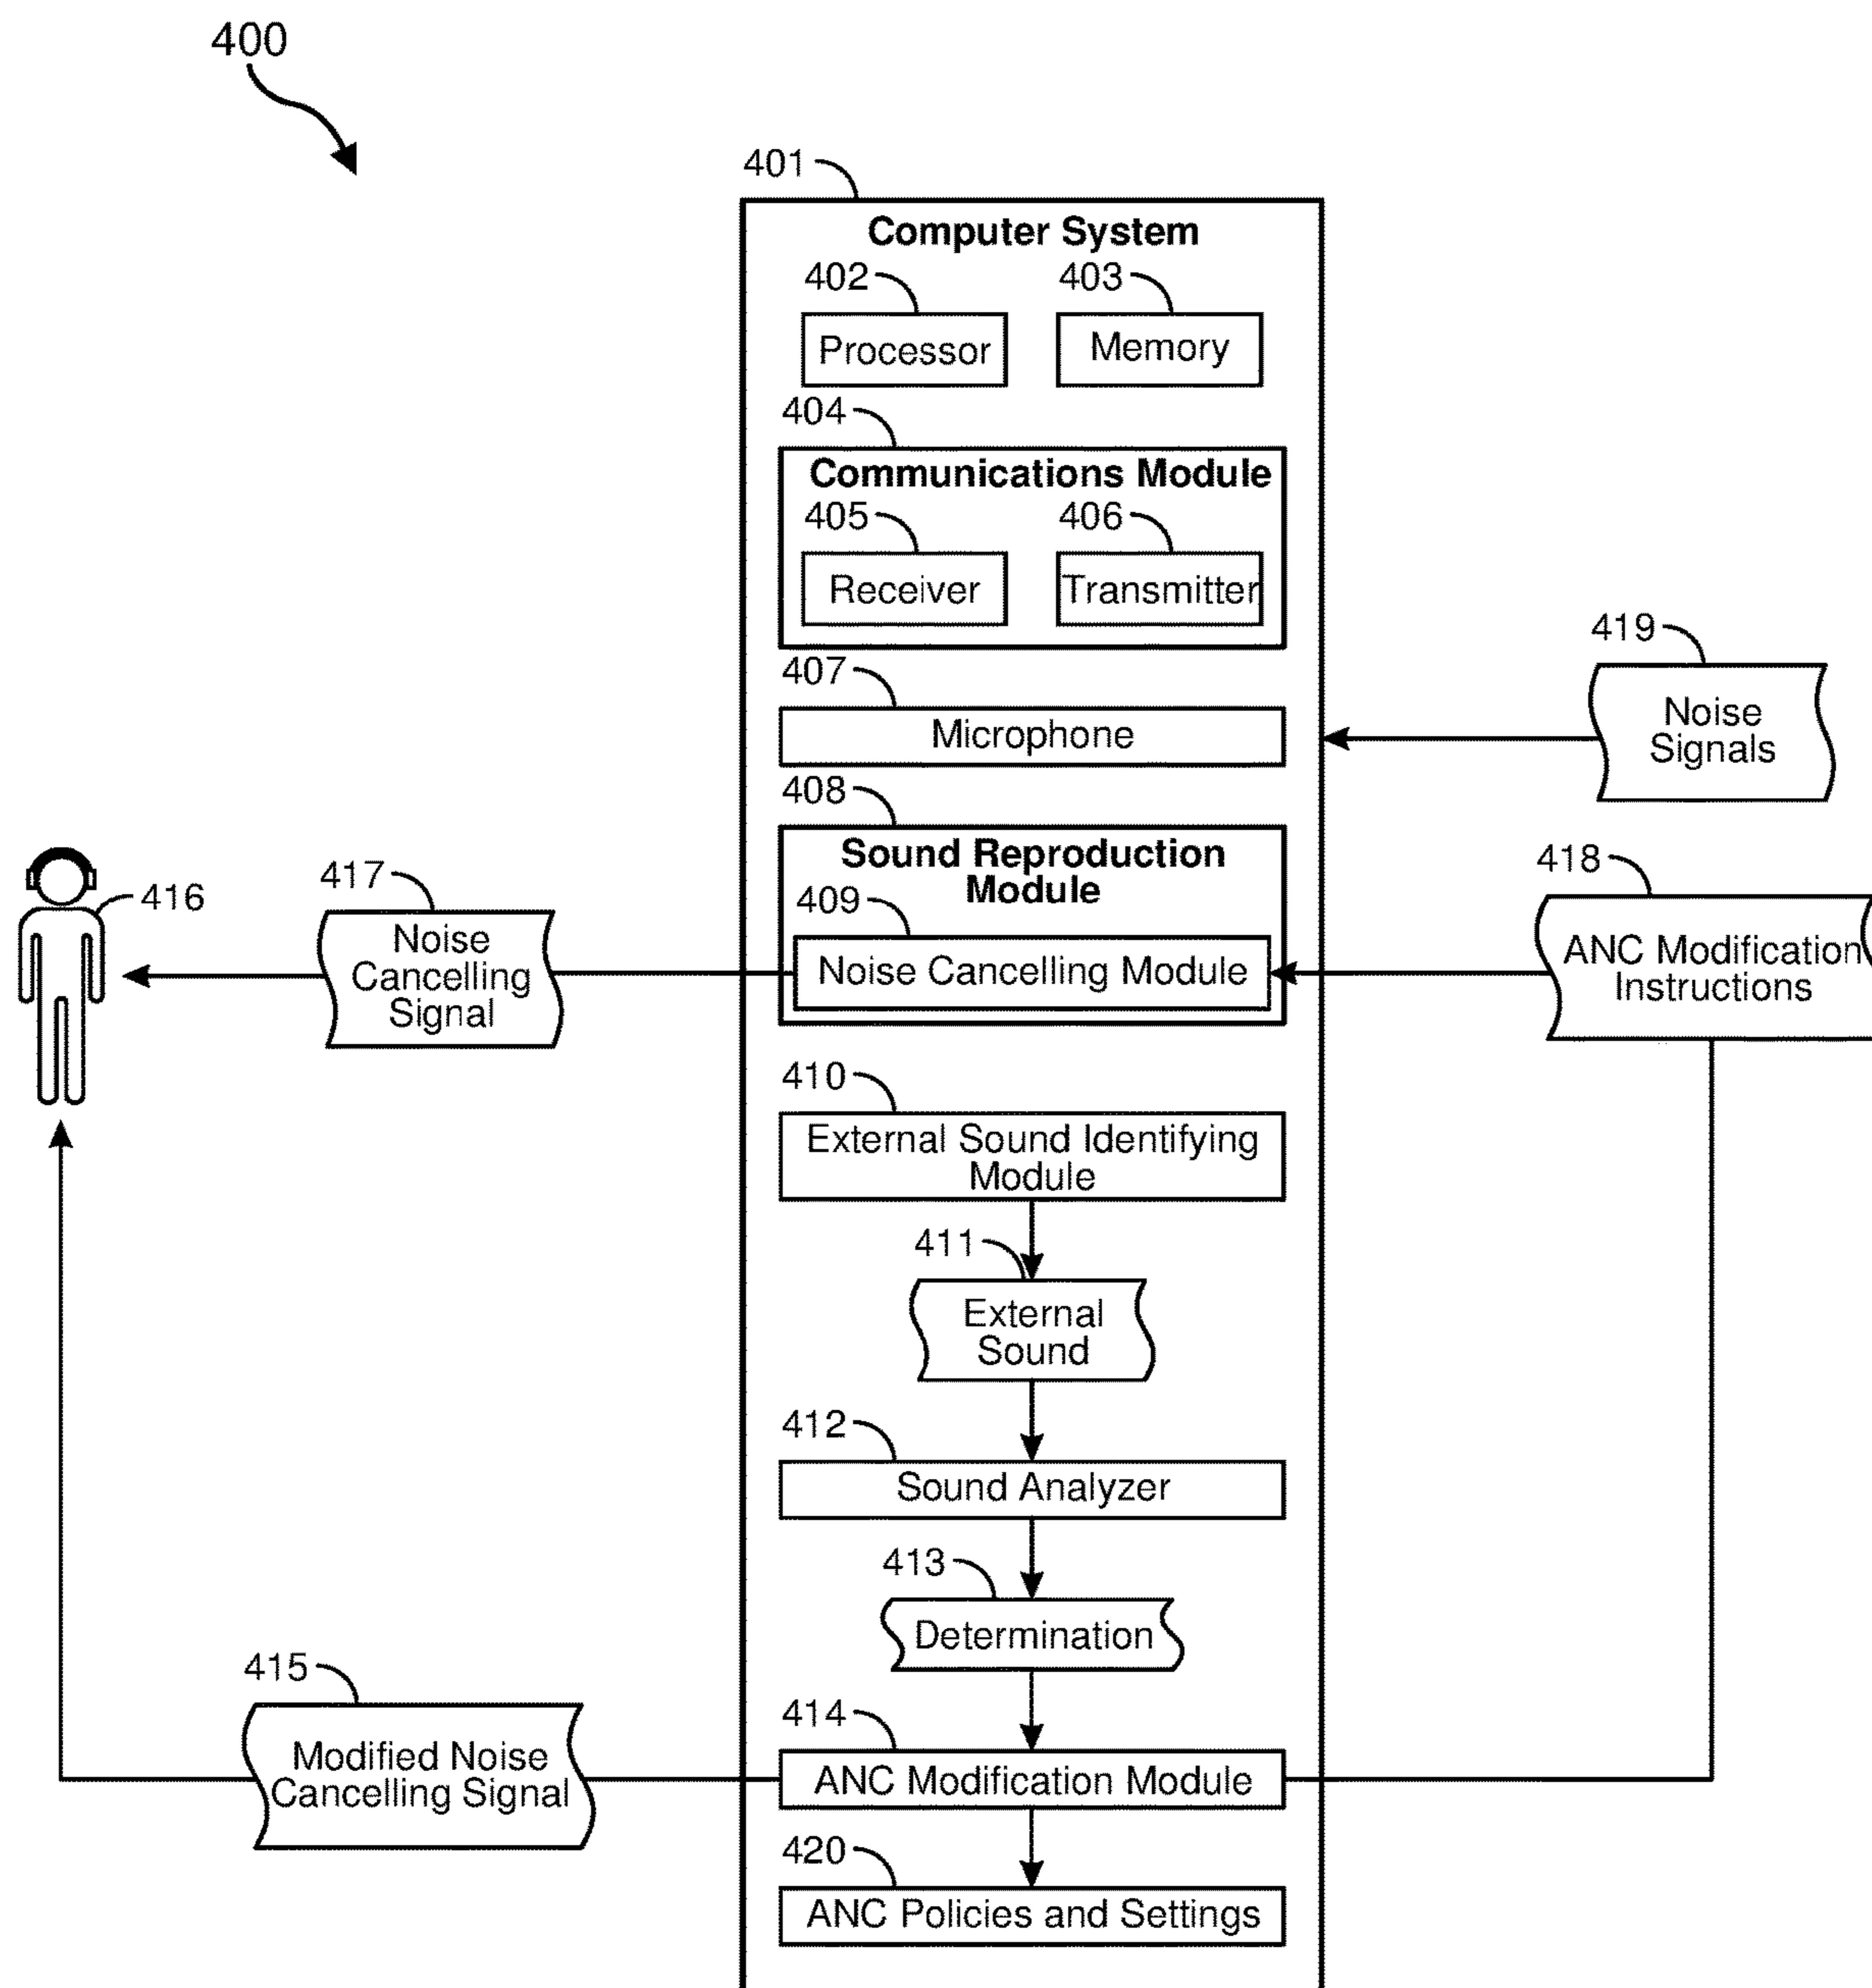 400
401
Computer System
402
403
Processor
Memory
404
Communications Module
405
406
Receiver
Transmitter
407
Microphone
419
Noise
Signals
408
Sound Reproduction
Module
409
Noise Cancelling Module
418
ANC Modification
Instructions
416
417
Noise
Cancelling
Signal
410
External Sound Identifying
Module
411
External
Sound
412
Sound Analyzer
413
Determination
414
ANC Modification Module
415
Modified Noise
Cancelling Signal
420
ANC Policies and Settings